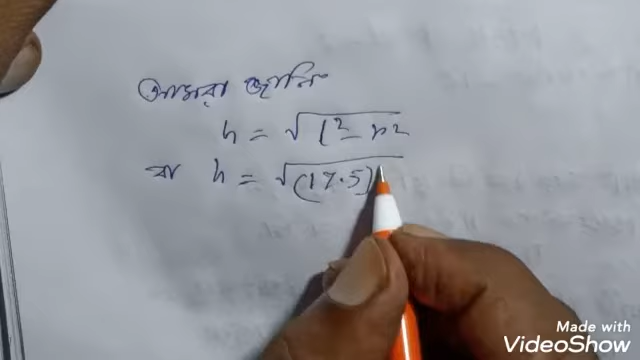 আমরা জানি
h = √l² - r²
বা h = √(17.5)
Made with
VideoShow